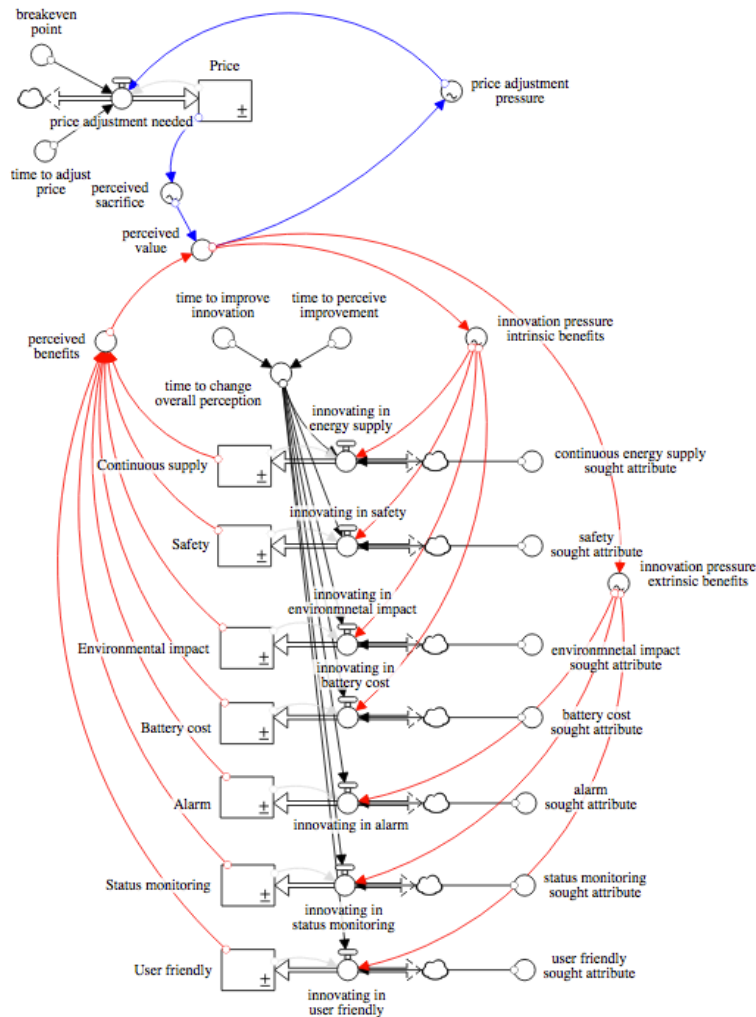 breakeven
point
Price
price adjustment
pressure
price adjustment needed
time to adjust
price
perceived
sacrifice
perceived
value
time to improve
innovation
time to perceive
improvement
perceived
benefits
innovation pressure
intrinsic benefits
time to change
overall perception
innovating in
energy supply
Continuous supply
continuous energy supply
sought attribute
innovating in safety
Safety
safety
sought attribute
innovation pressure
extrinsic benefits
innovating in
environmnetal impact
Environmental impact
environmnetal impact
sought attribute
innovating in
battery cost
Battery cost
battery cost
sought attribute
Alarm
alarm
sought attribute
innovating in alarm
Status monitoring
status monitoring
sought attribute
innovating in
status monitoring
User friendly
user friendly
sought attribute
innovating in
user friendly